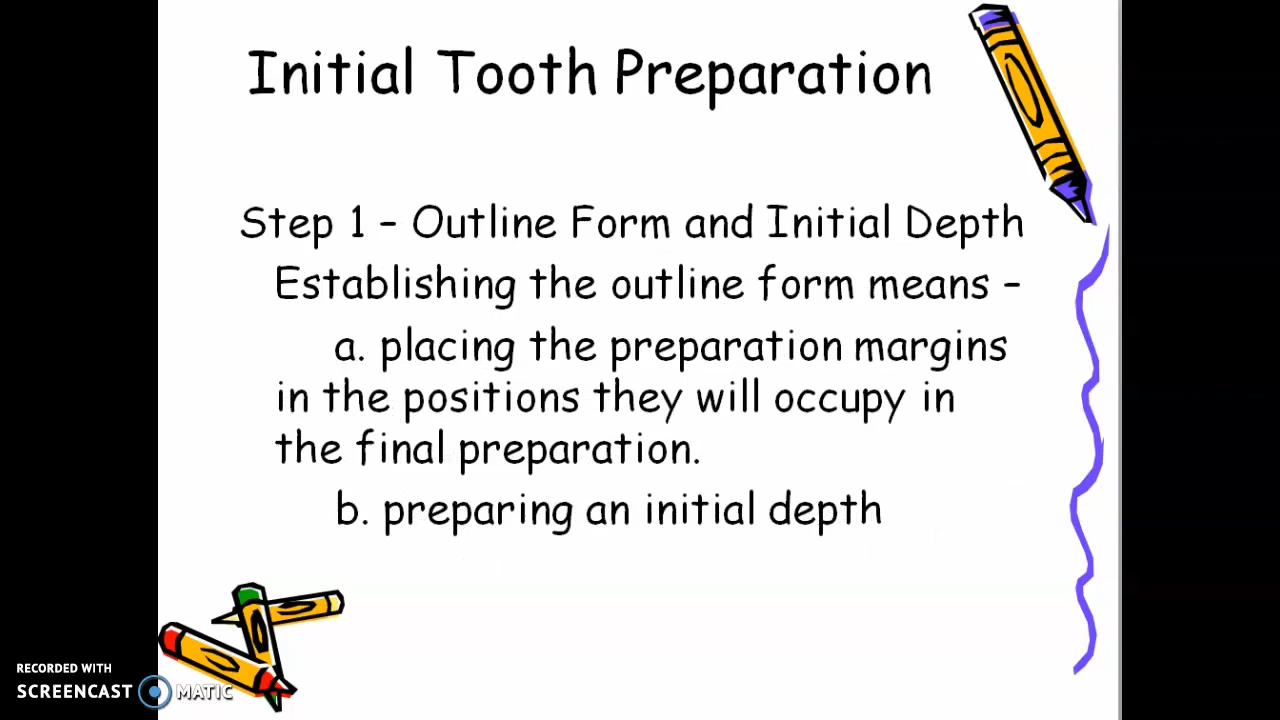 Initial Tooth Preparation
Step 1 – Outline Form and Initial Depth
Establishing the outline form means –
a. placing the preparation margins
in the positions they will occupy in
the final preparation.
b. preparing an initial depth
RECORDED WITH
SCREENCAST MATIC